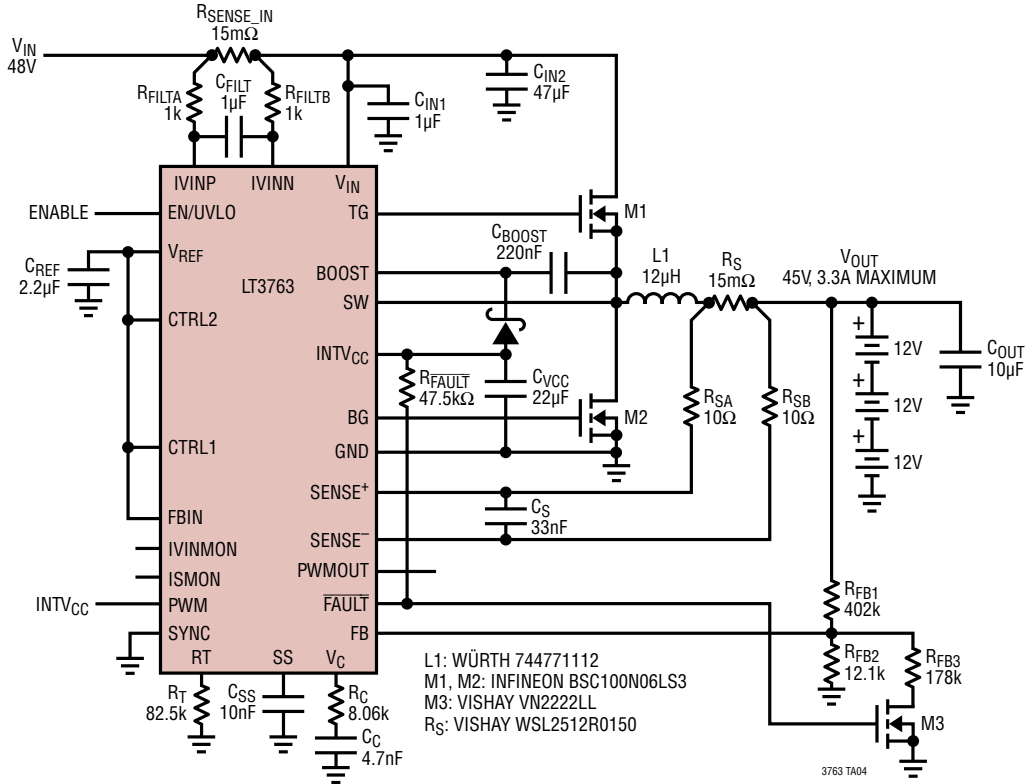 RSENSE_IN
15mΩ
VIN
48V
RFILTA
1k
CFILT
1µF
RFILTB
1k
CIN1
1µF
CIN2
47µF
IVINP
IVINN
VIN
ENABLE
EN/UVLO
TG
M1
VREF
CREF
2.2µF
LT3763
BOOST
CBOOST
220nF
L1
12µH
RS
15mΩ
VOUT
45V, 3.3A MAXIMUM
SW
CTRL2
INTVCC
RFAULT
47.5kΩ
CVCC
22µF
+
12V
+
12V
+
12V
COUT
10µF
BG
M2
RSA
10Ω
RSB
10Ω
CTRL1
GND
SENSE+
CS
33nF
FBIN
SENSE–
IVINMON
PWMOUT
ISMON
INTVCC
PWM
FAULT
RFB1
402k
SYNC
FB
RFB2
12.1k
RFB3
178k
RT
SS
VC
RT
82.5k
CSS
10nF
RC
8.06k
CC
4.7nF
L1: WÜRTH 744771112
M1, M2: INFINEON BSC100N06LS3
M3: VISHAY VN2222LL
RS: VISHAY WSL2512R0150
M3
3763 TA04